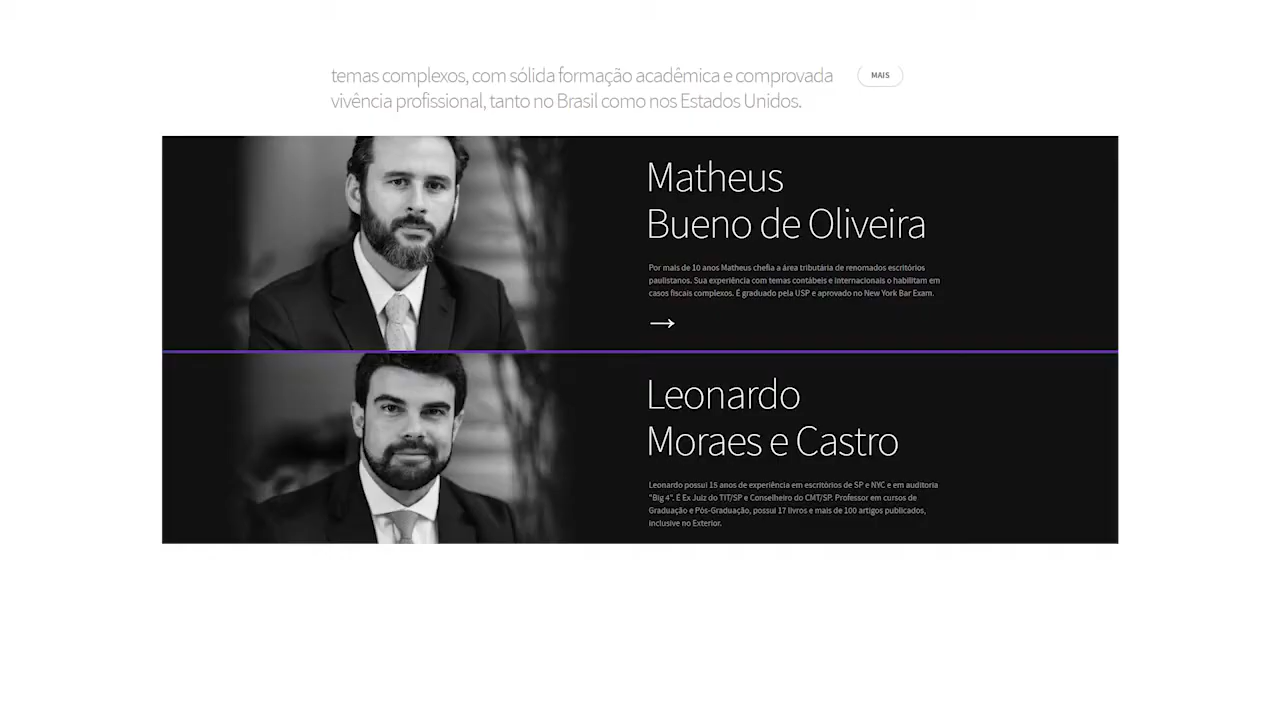 temas complexos, com sólida formação acadêmica e comprovada
vivência profissional, tanto no Brasil como nos Estados Unidos.
MAIS
Matheus
Bueno de Oliveira
Por mais de 10 anos Matheus chefia a área tributária de renomados escritórios
paulistanos. Sua experiência com temas contábeis e internacionais o habilitam em
casos fiscais complexos. É graduado pela USP e aprovado no New York Bar Exam.
Leonardo
Moraes e Castro
Leonardo possui 15 anos de experiência em escritórios de SP e NYC e em auditoria
"Big 4". É Ex Juiz do TIT/SP e Conselheiro do CMT/SP. Professor em cursos de
Graduação e Pós-Graduação, possui 17 livros e mais de 100 artigos publicados,
inclusive no Exterior.